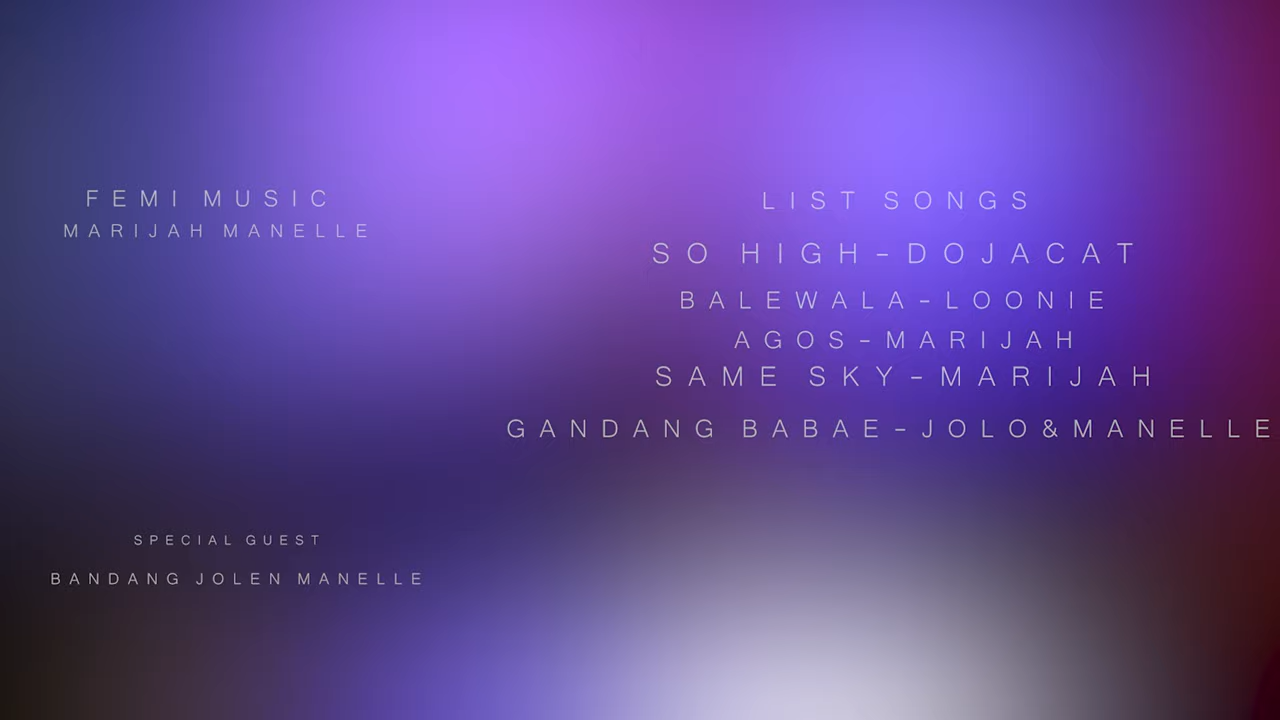 FEMI MUSIC
MARIJAH MANELLE
LIST SONGS
SO HIGH-DOJACAT
BALEWALA-LOONIE
AGOS-MARIJAH
SAME SKY-MARIJAH
GANDANG BABAE-JOLO&MANELLE
SPECIAL GUEST
BANDANG JOLEN MANELLE